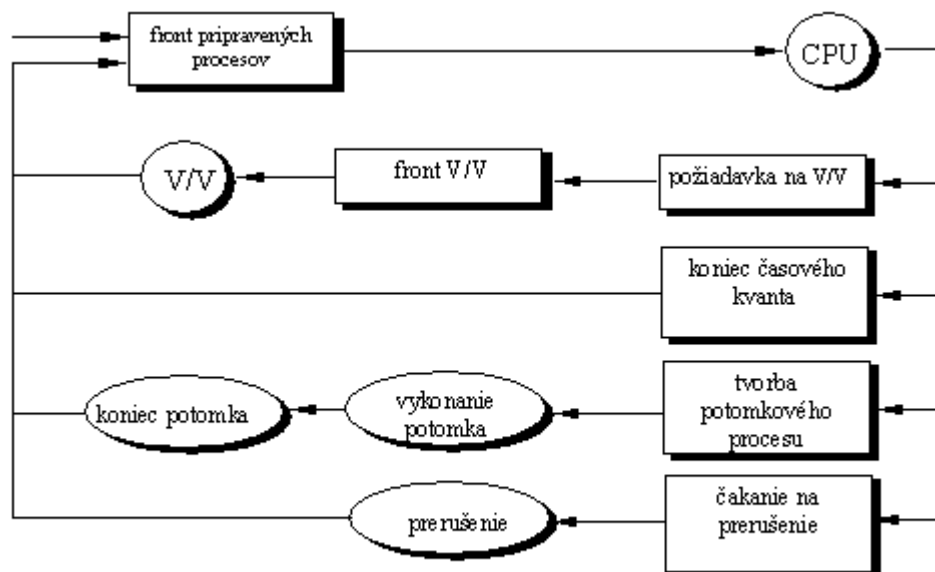 front pripravených
procesov
CPU
V/V
front V/V
požiadavka na V/V
koniec časového
kvanta
koniec potomka
vykonanie
potomka
tvorba
potomkového
procesu
prerušenie
čakanie na
prerušenie